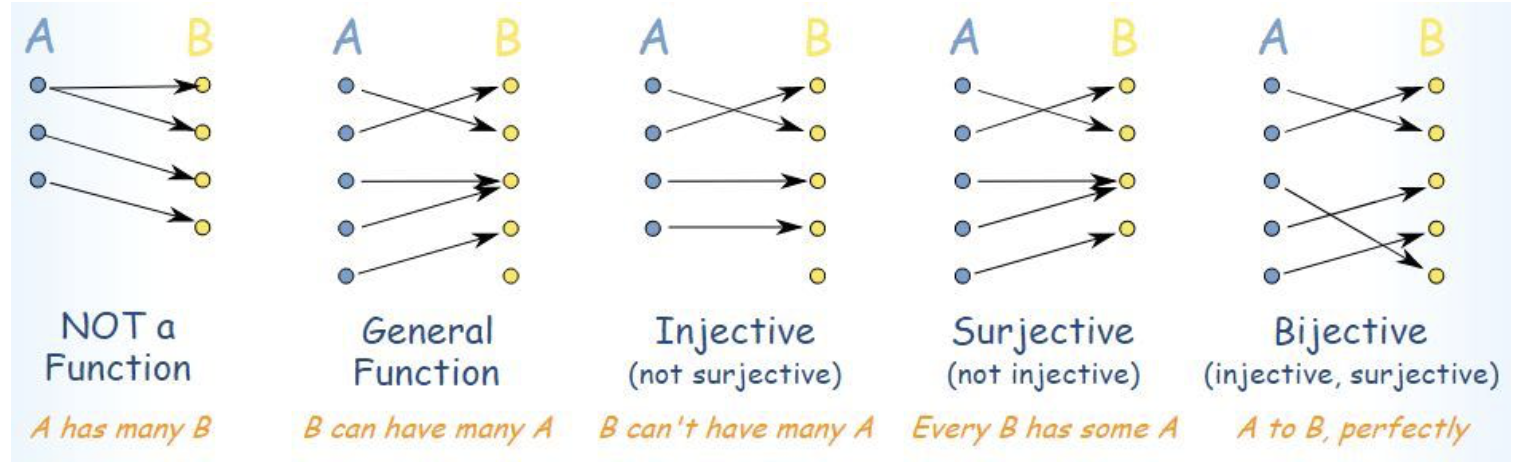 A B
A B
A B
A B
A B
NOT a
Function
A has many B
General
Function
B can have many A
Injective
(not surjective)
B can't have many A
Surjective
(not injective)
Every B has some A
Bijective
(injective, surjective)
A to B, perfectly